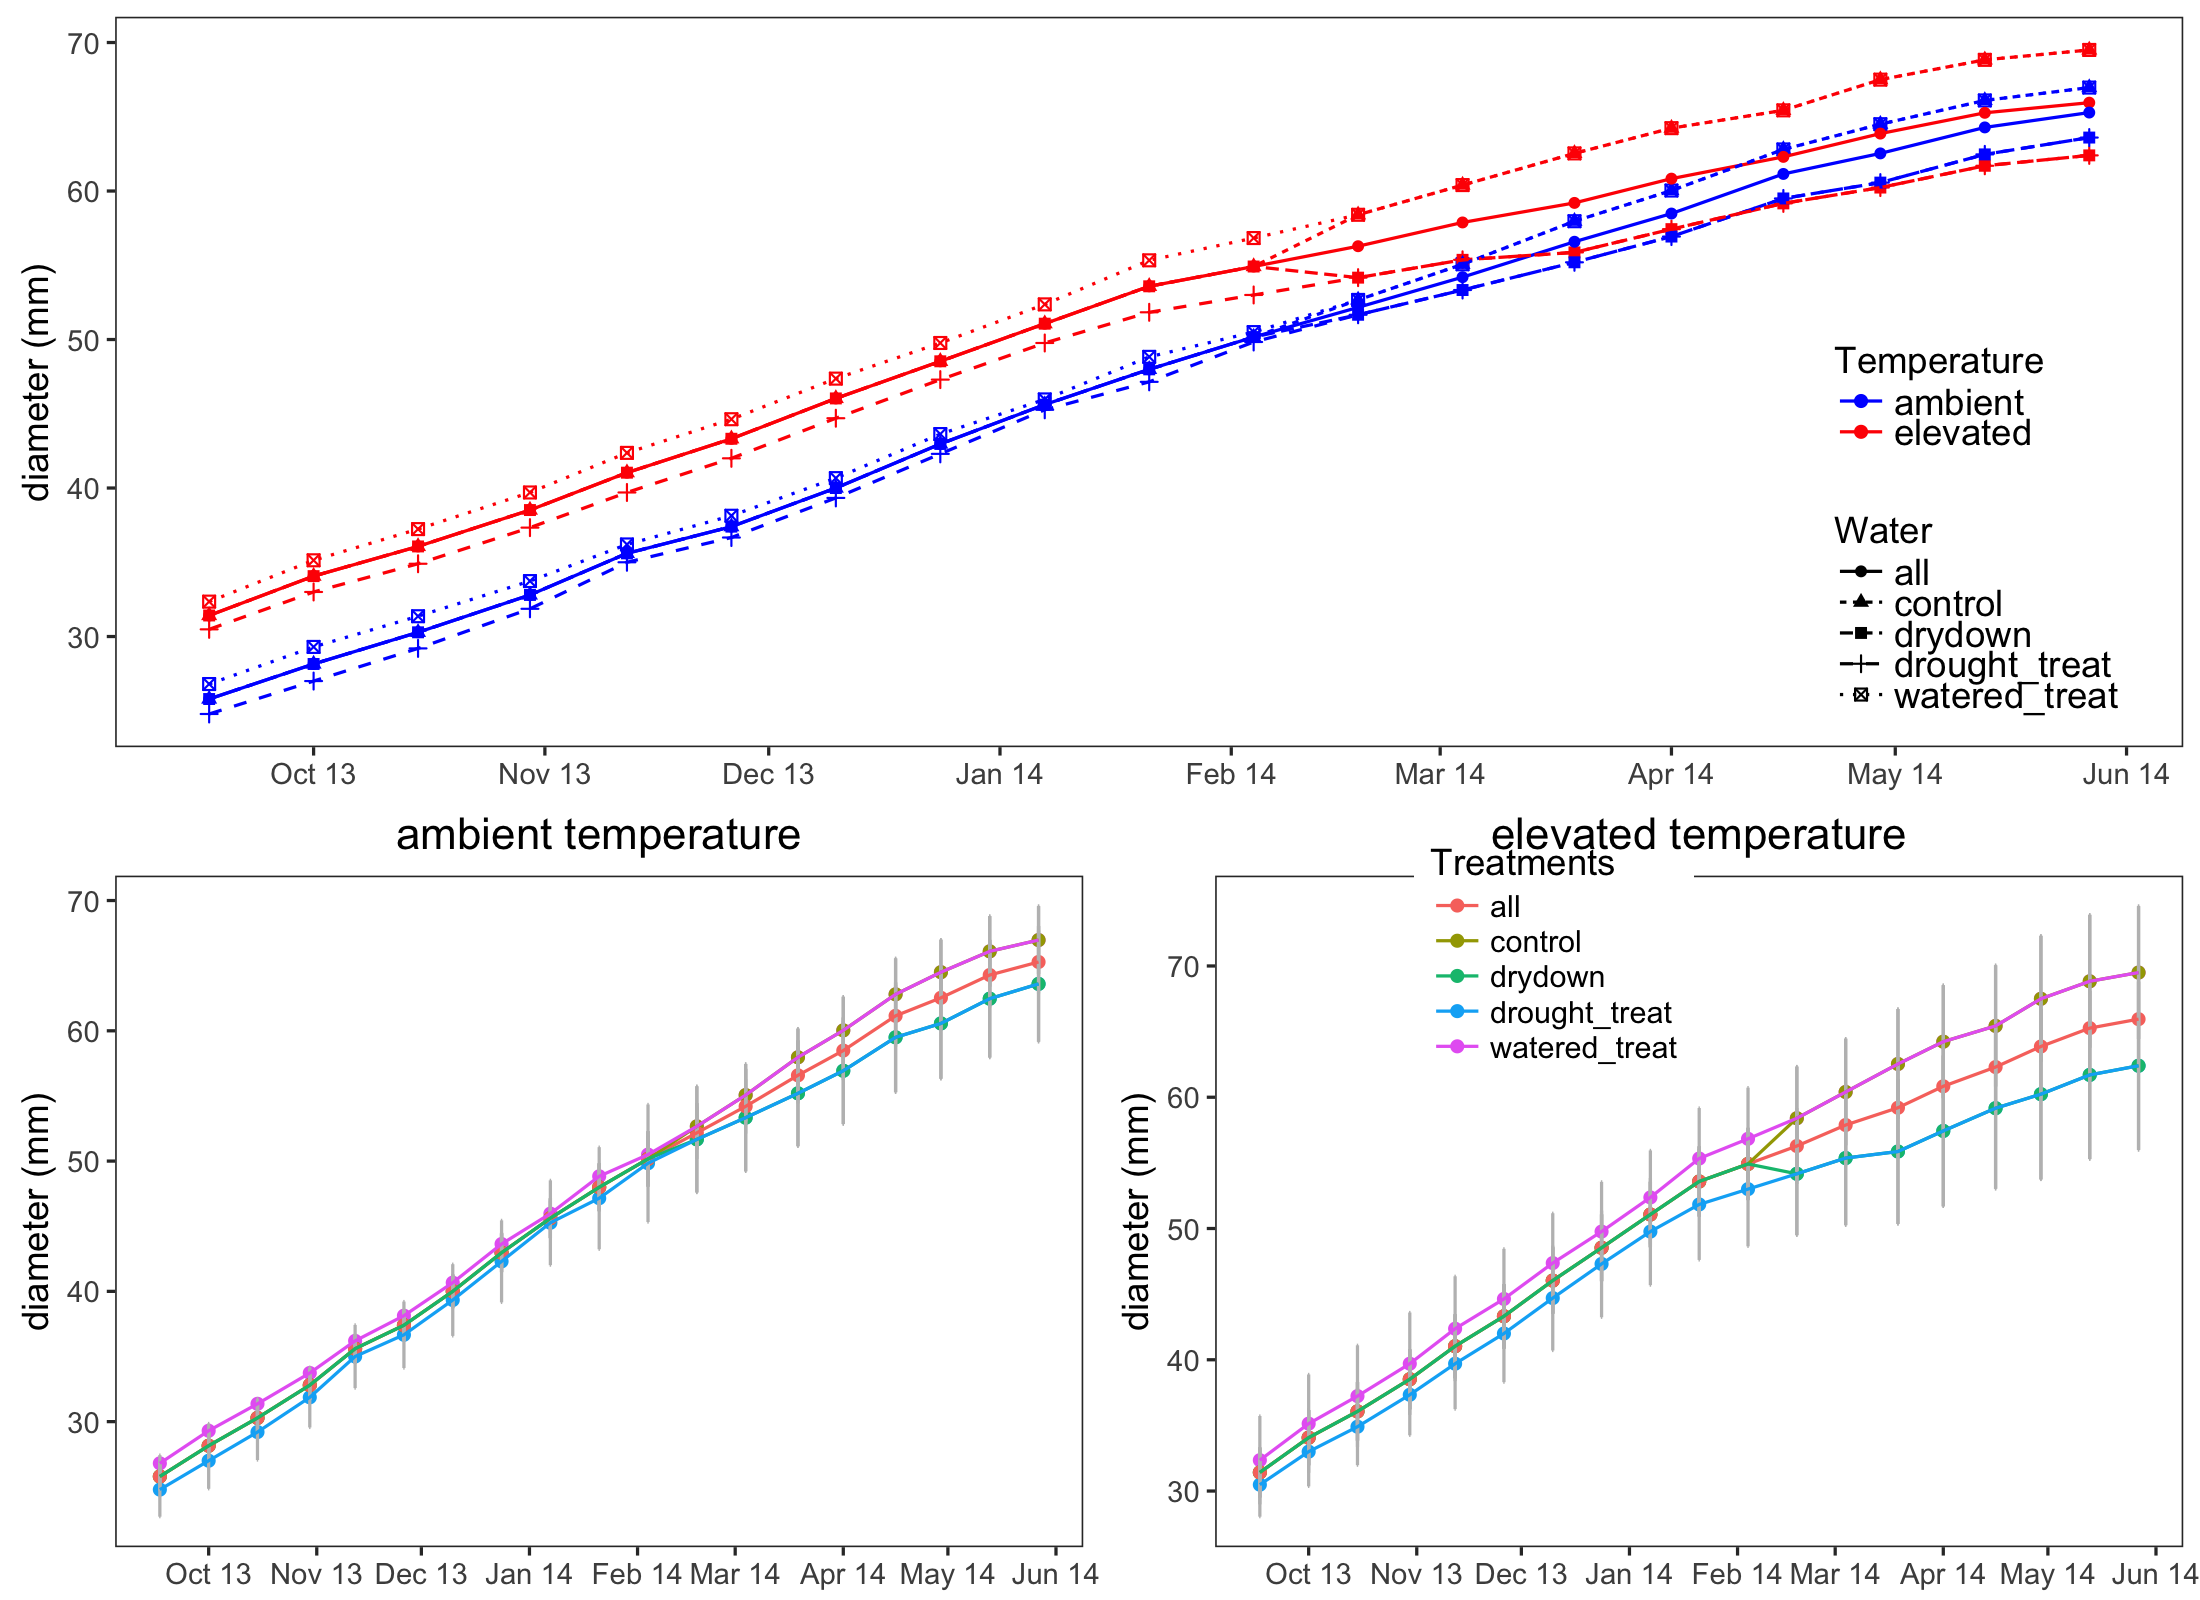 70
60
50
40
30
diameter (mm)
Temperature
ambient
elevated
Water
all
control
drydown
drought_treat
watered_treat
Oct 13 Nov 13 Dec 13 Jan 14 Feb 14 Mar 14 Apr 14 May 14 Jun 14
ambient temperature
70
60
50
40
30
diameter (mm)
Oct 13 Nov 13 Dec 13 Jan 14 Feb 14 Mar 14 Apr 14 May 14 Jun 14
elevated temperature
Treatments
all
control
drydown
drought_treat
watered_treat
70
60
50
40
30
diameter (mm)
Oct 13 Nov 13 Dec 13 Jan 14 Feb 14 Mar 14 Apr 14 May 14 Jun 14